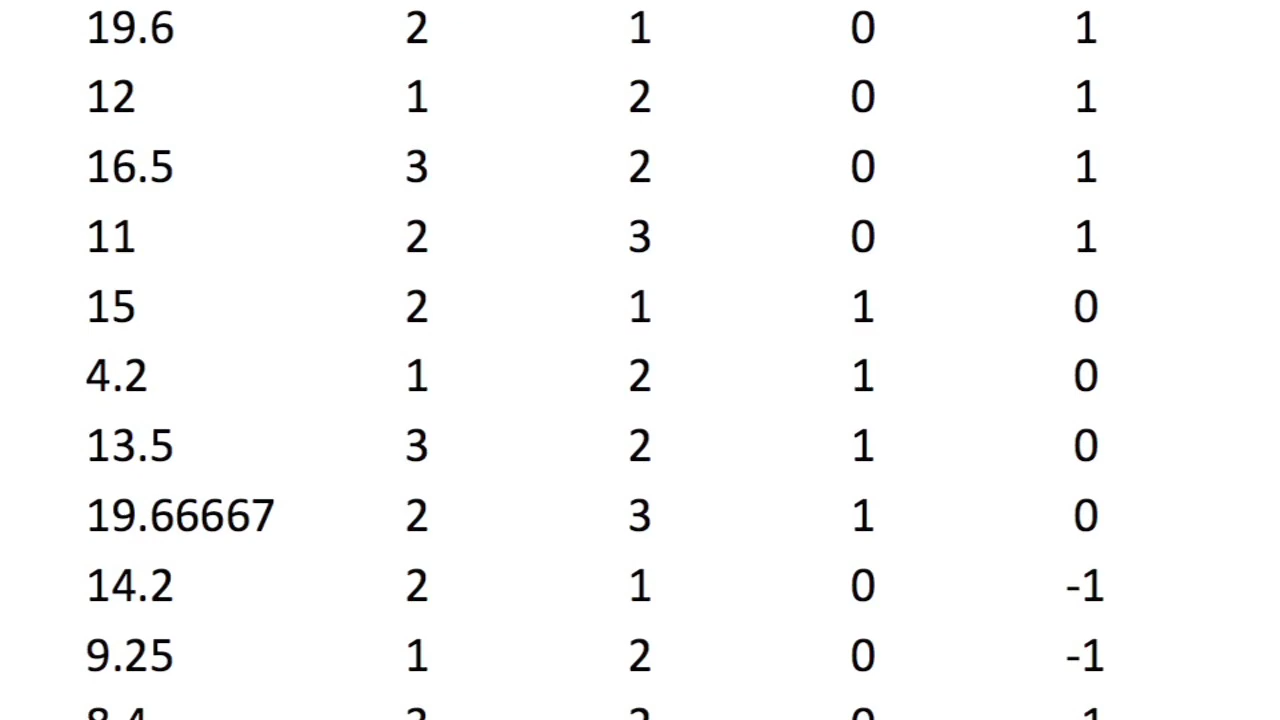 19.6 2 1 0 1
12 1 2 0 1
16.5 3 2 0 1
11 2 3 0 1
15 2 1 1 0
4.2 1 2 1 0
13.5 3 2 1 0
19.66667 2 3 1 0
14.2 2 1 0 -1
9.25 1 2 0 -1